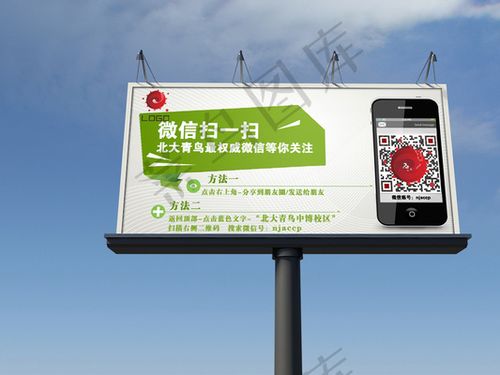 LOGO
微信扫一扫
北大青鸟最权威微信等你关注
方法一
点击右上角-分享到朋友圈/发送给朋友
方法二
返回顶部-点击蓝色文字-“北大青鸟中博校区”
扫描右侧二维码 搜索微信号：njaccp
微信账号：njaccp